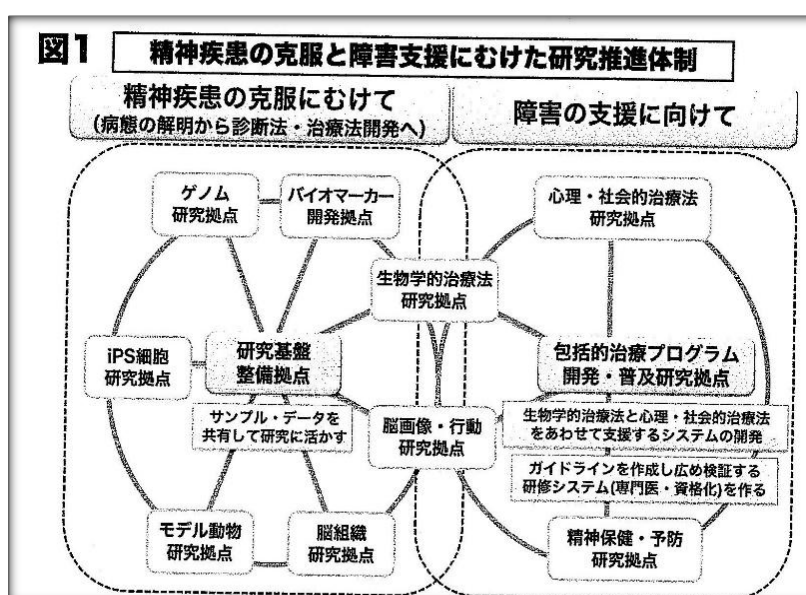 図1
精神疾患の克服と障害支援にむけた研究推進体制
精神疾患の克服にむけて
(病態の解明から診断法・治療法開発へ)
障害の支援に向けて
ゲノム
研究拠点
バイオマーカー
開発拠点
心理・社会的治療法
研究拠点
生物学的治療法
研究拠点
iPS細胞
研究拠点
研究基盤
整備拠点
包括的治療プログラム
開発・普及研究拠点
サンプル・データを
共有して研究に活かす
脳画像・行動
研究拠点
生物学的治療法と心理・社会的治療法
をあわせて支援するシステムの開発
ガイドラインを作成し広め検証する
研修システム(専門医・資格化)を作る
モデル動物
研究拠点
脳組織
研究拠点
精神保健・予防
研究拠点